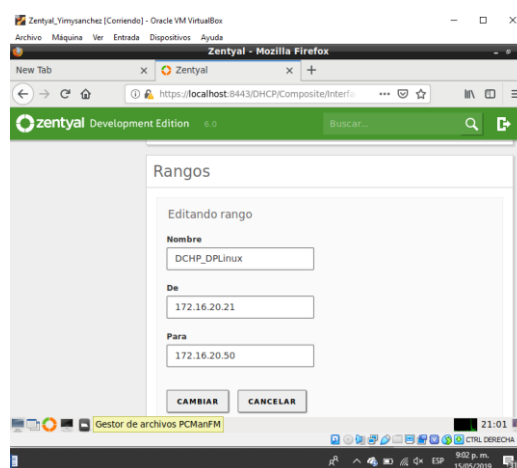 Zentyal_Yimysanchez [Corriendo] - Oracle VM VirtualBox
Archivo Máquina Ver Entrada Dispositivos Ayuda
Zentyal - Mozilla Firefox
New Tab
Zentyal
https://localhost:8443/DHCP/Composite/Interfa
zentyal Development Edition 6.0
Buscar...
Rangos
Editando rango
Nombre
DCHP_DPLinux
De
172.16.20.21
Para
172.16.20.50
CAMBIAR CANCELAR
Gestor de archivos PCManFM
21:01
CTRL DERECHA
ESP
9:02 p. m.
15/05/2019